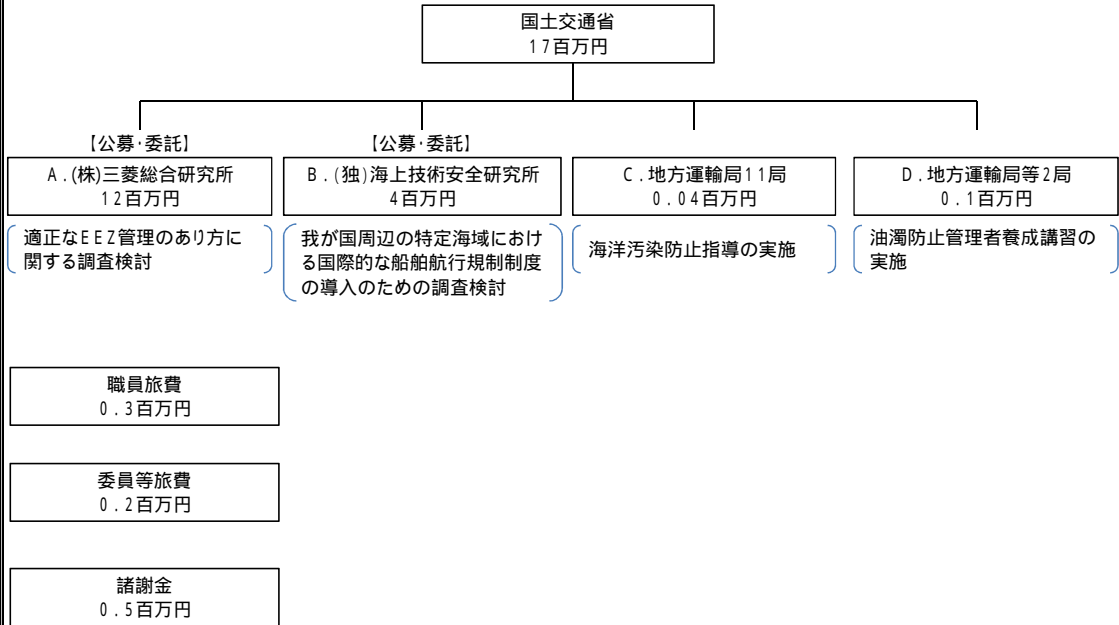 国土交通省
17百万円
【公募・委託】
A.(株)三菱総合研究所
12百万円
適正なEEZ管理のあり方に
関する調査検討
【公募・委託】
B.(独)海上技術安全研究所
4百万円
我が国周辺の特定海域におけ
る国際的な船舶航行規制制度
の導入のための調査検討
C.地方運輸局11局
0.04百万円
海洋汚染防止指導の実施
D.地方運輸局等2局
0.1百万円
油濁防止管理者養成講習の
実施
職員旅費
0.3百万円
委員等旅費
0.2百万円
諸謝金
0.5百万円